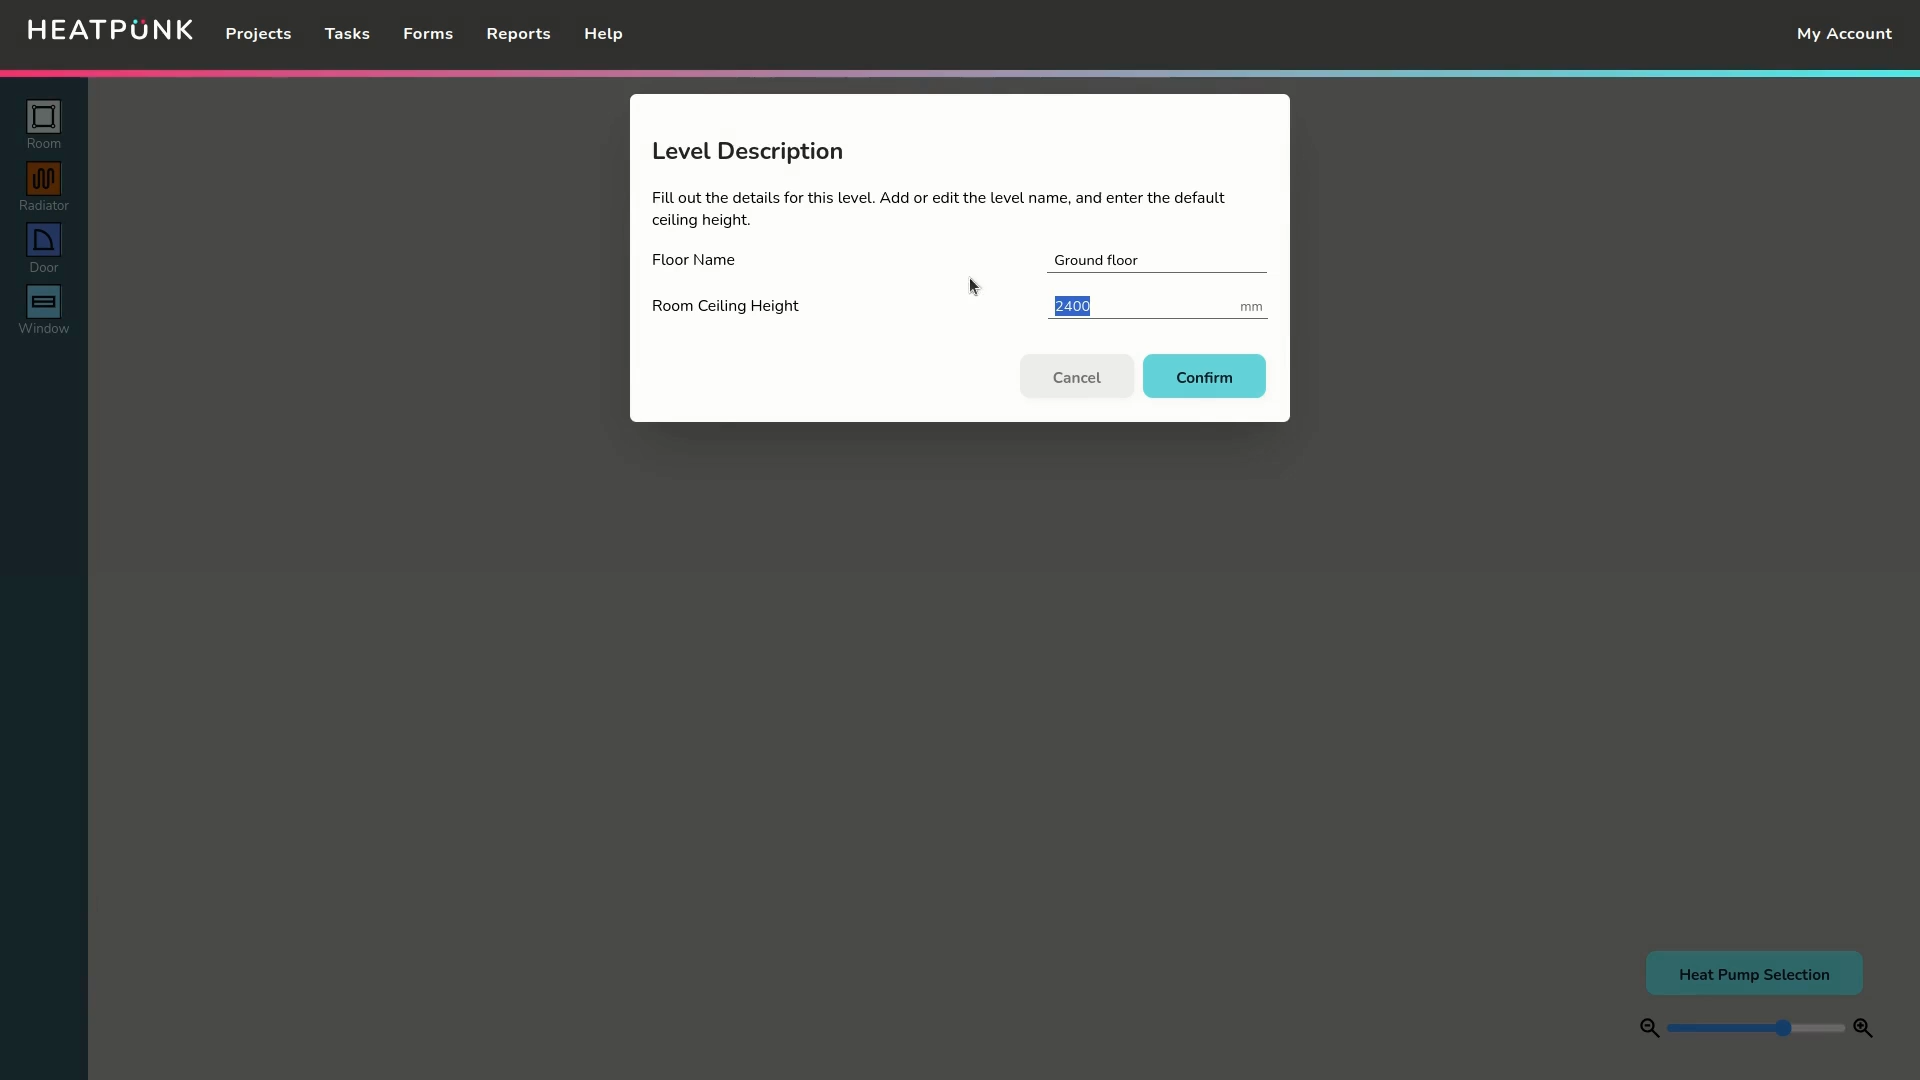 HEATPÜNK Projects Tasks Forms Reports Help My Account
Room
Radiator
Door
Window
Level Description
Fill out the details for this level. Add or edit the level name, and enter the default
ceiling height.
Floor Name Ground floor
Room Ceiling Height 2400 mm
Cancel Confirm
Heat Pump Selection